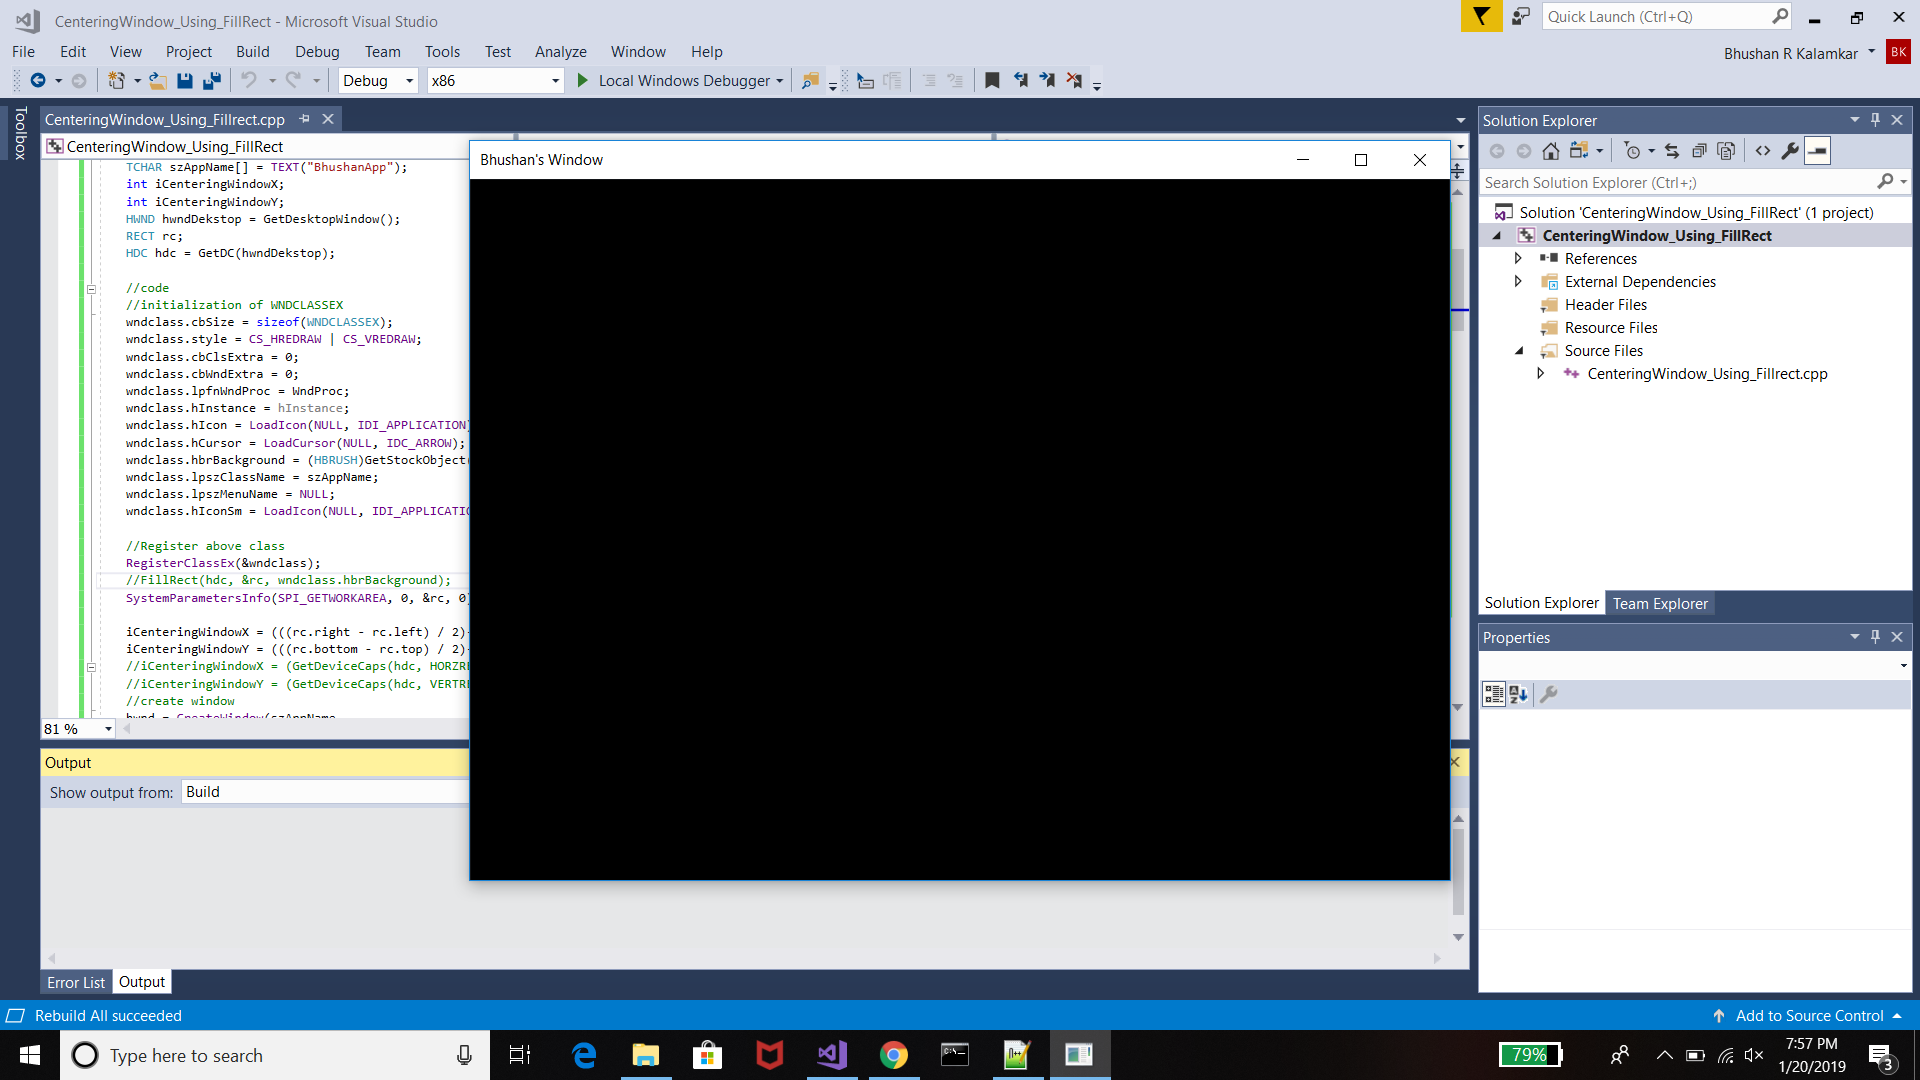 CenteringWindow_Using_FillRect - Microsoft Visual Studio
Quick Launch (Ctrl+Q)
File Edit View Project Build Debug Team Tools Test Analyze Window Help
Bhushan R Kalamkar BK
Debug x86 Local Windows Debugger
Toolbox
CenteringWindow_Using_Fillrect.cpp
CenteringWindow_Using_FillRect
TCHAR szAppName[] = TEXT("BhushanApp");
int iCenteringWindowX;
int iCenteringWindowY;
HWND hwndDekstop = GetDesktopWindow();
RECT rc;
HDC hdc = GetDC(hwndDekstop);
//code
//initialization of WNDCLASSEX
wndclass.cbSize = sizeof(WNDCLASSEX);
wndclass.style = CS_HREDRAW | CS_VREDRAW;
wndclass.cbClsExtra = 0;
wndclass.cbWndExtra = 0;
wndclass.lpfnWndProc = WndProc;
wndclass.hInstance = hInstance;
wndclass.hIcon = LoadIcon(NULL, IDI_APPLICATION)
wndclass.hCursor = LoadCursor(NULL, IDC_ARROW);
wndclass.hbrBackground = (HBRUSH)GetStockObject(
wndclass.lpszClassName = szAppName;
wndclass.lpszMenuName = NULL;
wndclass.hIconSm = LoadIcon(NULL, IDI_APPLICATIO
//Register above class
RegisterClassEx(&wndclass);
//FillRect(hdc, &rc, wndclass.hbrBackground);
SystemParametersInfo(SPI_GETWORKAREA, 0, &rc, 0)
iCenteringWindowX = (((rc.right - rc.left) / 2)-
iCenteringWindowY = (((rc.bottom - rc.top) / 2)-
//iCenteringWindowX = (GetDeviceCaps(hdc, HORZRE
//iCenteringWindowY = (GetDeviceCaps(hdc, VERTRE
//create window
hwnd = CreateWindow(szAppName,
81 %
Bhushan's Window
Output
Show output from: Build
Error List Output
Solution Explorer
Search Solution Explorer (Ctrl+;)
Solution 'CenteringWindow_Using_FillRect' (1 project)
CenteringWindow_Using_FillRect
References
External Dependencies
Header Files
Resource Files
Source Files
CenteringWindow_Using_Fillrect.cpp
Solution Explorer Team Explorer
Properties
Rebuild All succeeded
Add to Source Control
Type here to search
79%
7:57 PM
1/20/2019
3